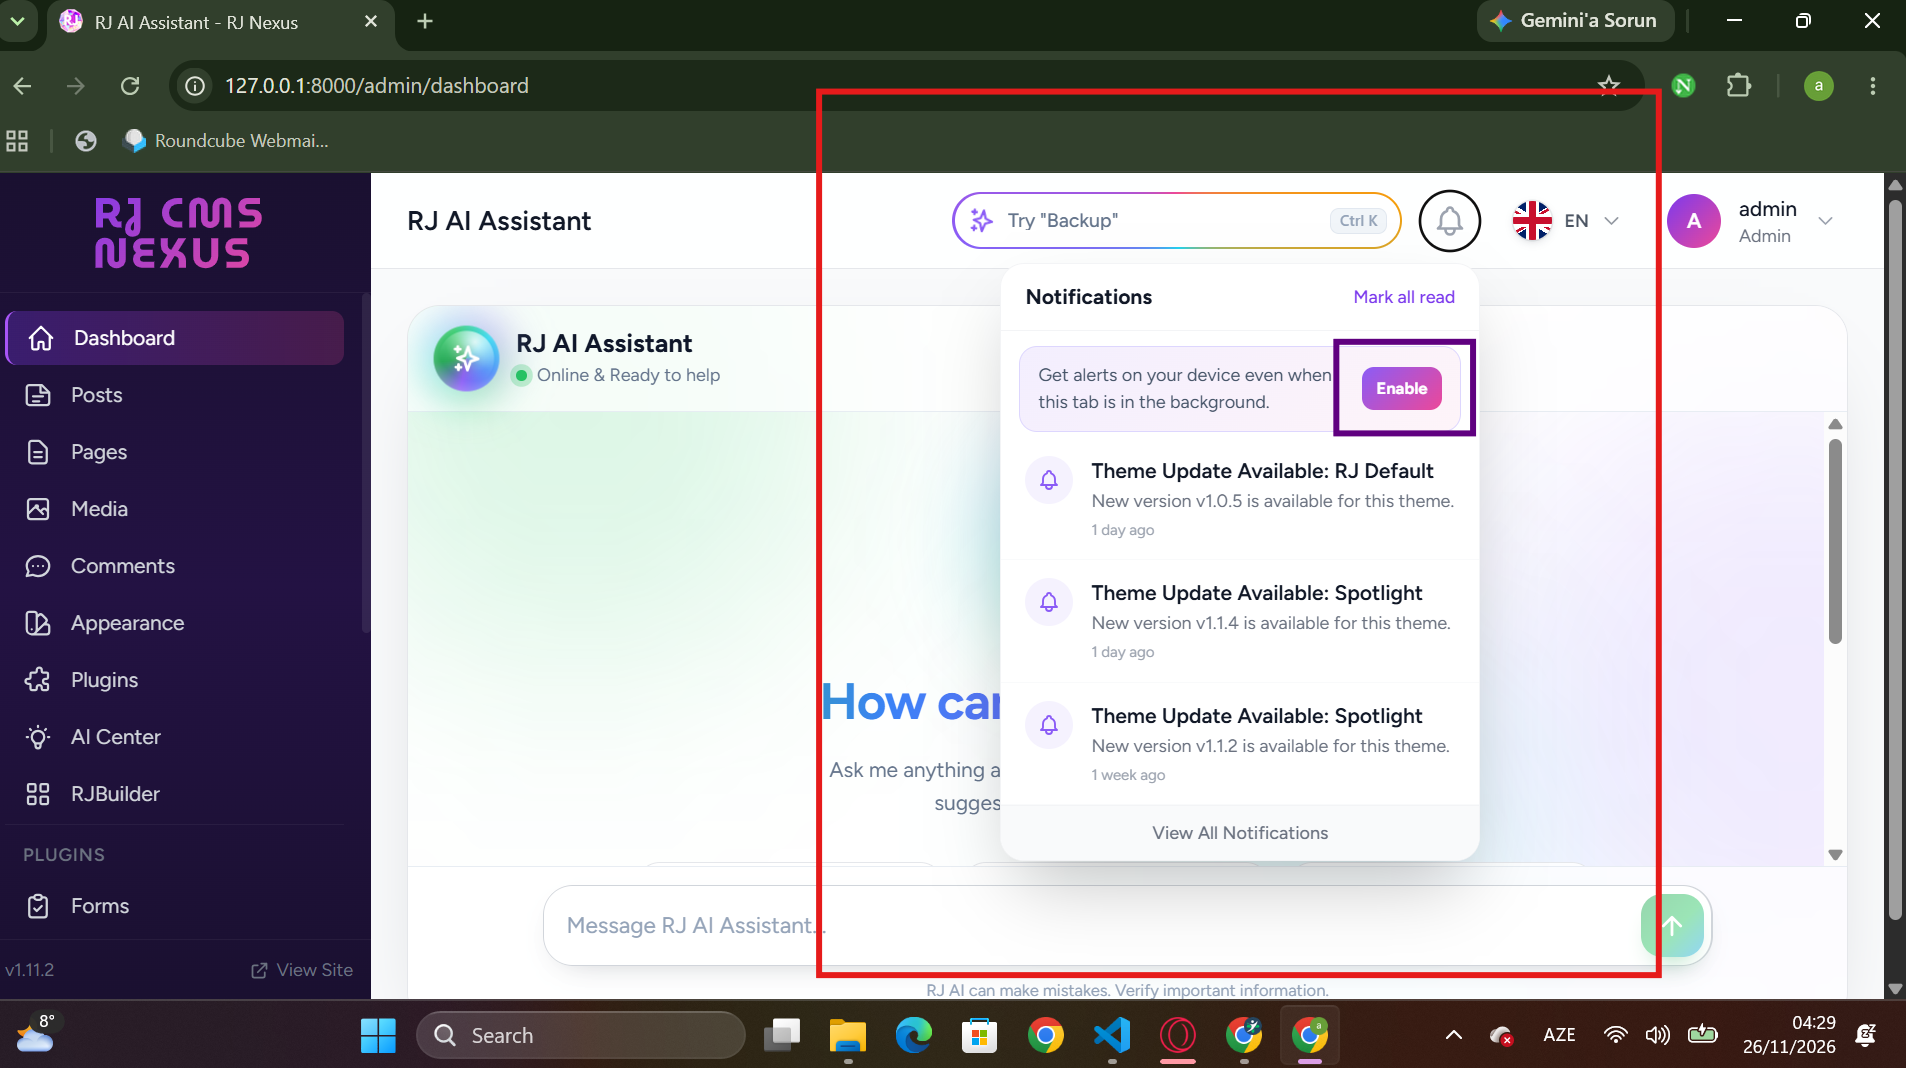 RJ AI Assistant - RJ Nexus
Gemini'a Sorun
127.0.0.1:8000/admin/dashboard
N
a
Roundcube Webmai...
RJ CMS
NEXUS
RJ AI Assistant
Try "Backup"
Ctrl K
EN
A
admin
Admin
Dashboard
Posts
Pages
Media
Comments
Appearance
Plugins
AI Center
RJBuilder
PLUGINS
Forms
v1.11.2
View Site
RJ AI Assistant
Online & Ready to help
How can
Ask me anything a
sugges
Notifications
Mark all read
Get alerts on your device even when
this tab is in the background.
Enable
Theme Update Available: RJ Default
New version v1.0.5 is available for this theme.
1 day ago
Theme Update Available: Spotlight
New version v1.1.4 is available for this theme.
1 day ago
Theme Update Available: Spotlight
New version v1.1.2 is available for this theme.
1 week ago
View All Notifications
Message RJ AI Assistant...
RJ AI can make mistakes. Verify important information.
8°
Search
a
AZE
04:29
26/11/2026